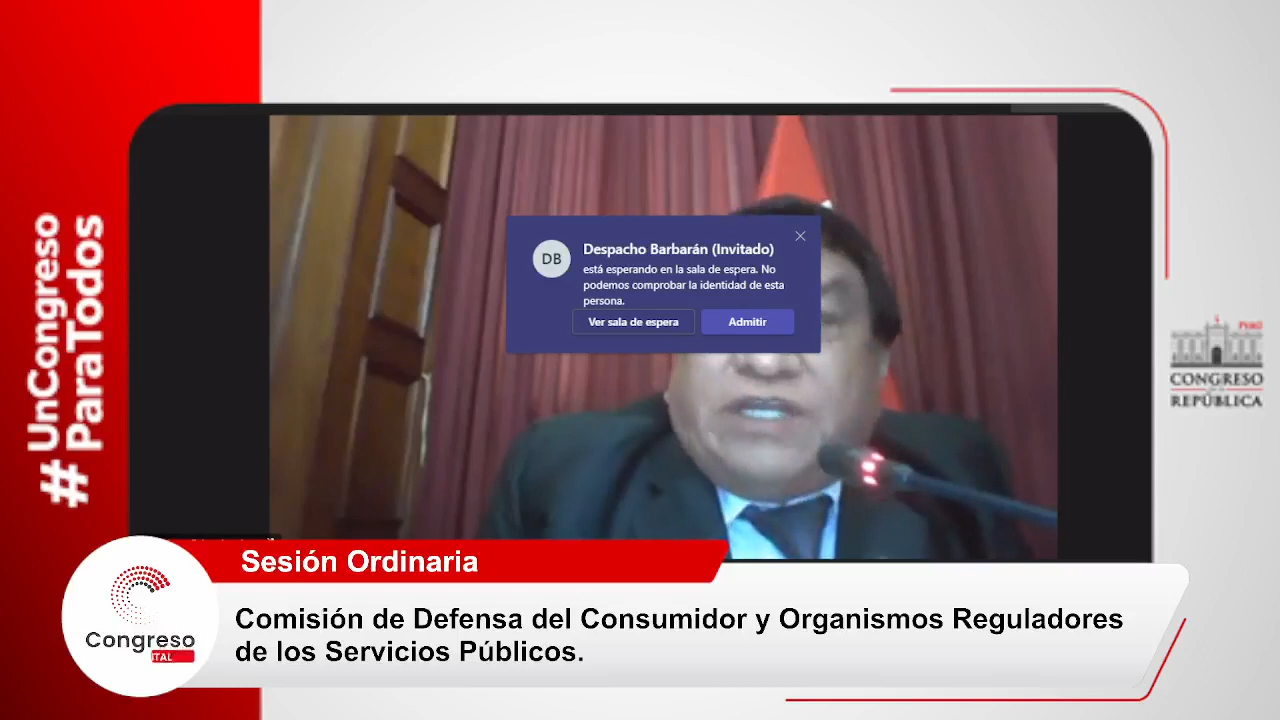 #UnCongreso
ParaTodos
DB
Despacho Barbarán (Invitado)
está esperando en la sala de espera. No
podemos comprobar la identidad de esta
persona.
Ver sala de espera
Admitir
PERÚ
CONGRESO
REPÚBLICA
Sesión Ordinaria
Comisión de Defensa del Consumidor y Organismos Reguladores
de los Servicios Públicos.
Congreso
ITAL